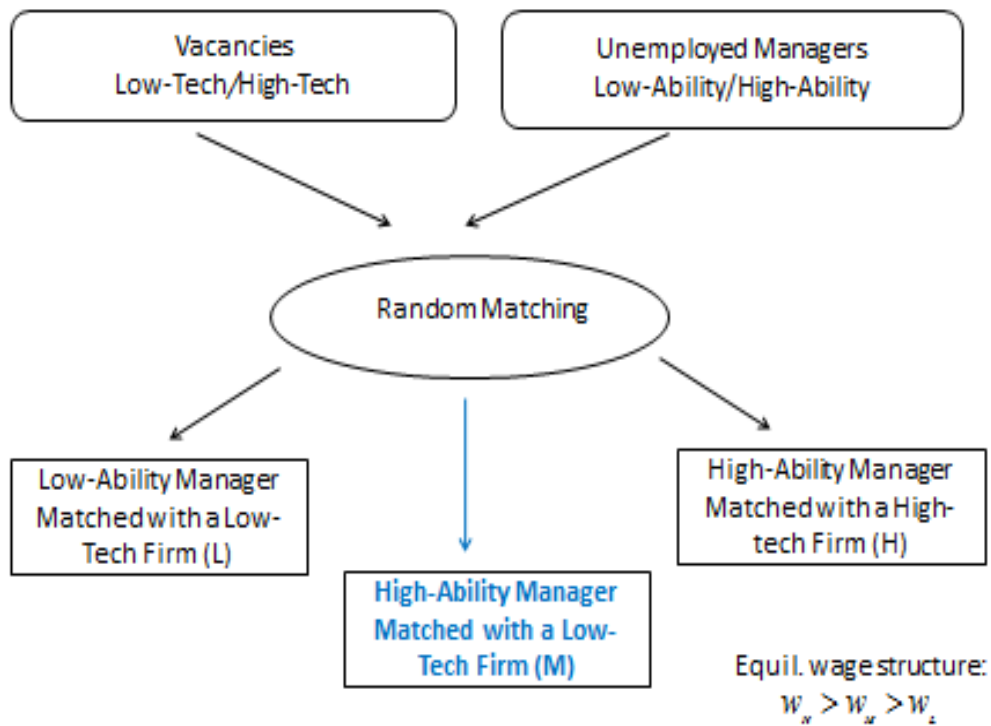 Vacancies
Low-Tech/High-Tech
Unemployed Managers
Low-Ability/High-Ability
Random Matching
Low-Ability Manager
Matched with a Low-
Tech Firm (L)
High-Ability Manager
Matched with a Low-
Tech Firm (M)
High-Ability Manager
Matched with a High-
tech Firm (H)
Equil. wage structure: